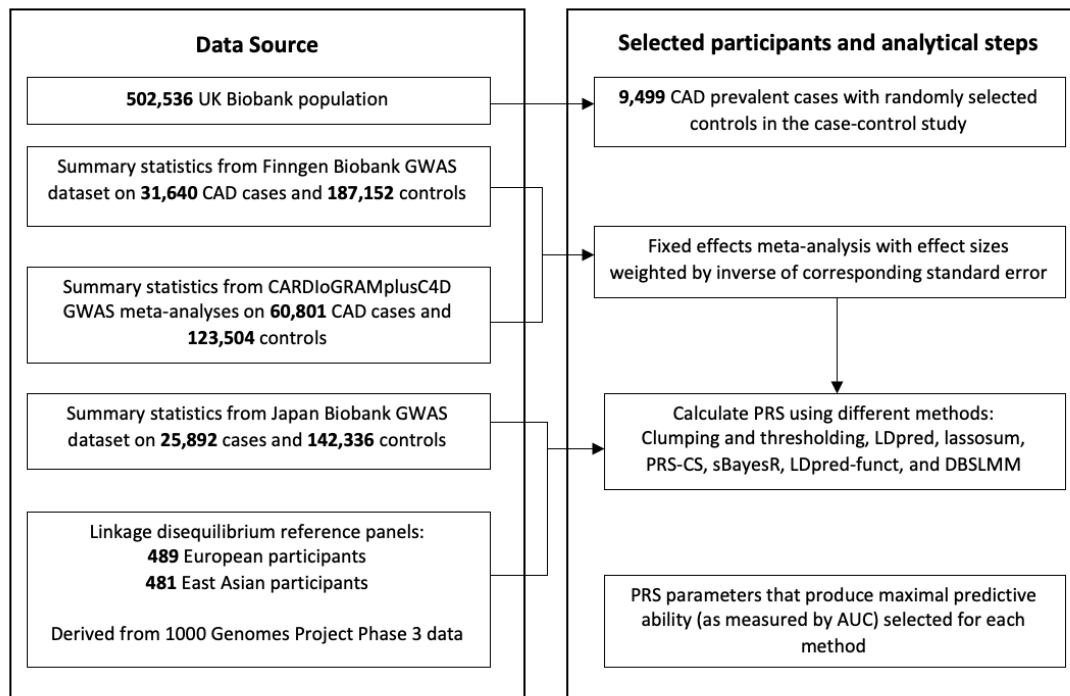 Data Source
502,536 UK Biobank population
Summary statistics from Finngen Biobank GWAS
dataset on 31,640 CAD cases and 187,152 controls
Summary statistics from CARDIoGRAMplusC4D
GWAS meta-analyses on 60,801 CAD cases and
123,504 controls
Summary statistics from Japan Biobank GWAS
dataset on 25,892 cases and 142,336 controls
Linkage disequilibrium reference panels:
489 European participants
481 East Asian participants
Derived from 1000 Genomes Project Phase 3 data
Selected participants and analytical steps
9,499 CAD prevalent cases with randomly selected
controls in the case-control study
Fixed effects meta-analysis with effect sizes
weighted by inverse of corresponding standard error
Calculate PRS using different methods:
Clumping and thresholding, LDpred, lassosum,
PRS-CS, sBayesR, LDpred-funct, and DBSLMM
PRS parameters that produce maximal predictive
ability (as measured by AUC) selected for each
method